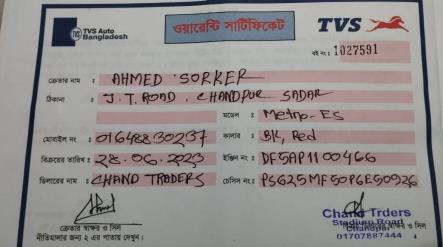 TVS Auto
Bangladesh
ওয়ারেন্টি সার্টিফিকেট
TVS
বই নং : 1027591
ক্রেতার নাম : AHMED SORKER
ঠিকানা : J.T. ROAD, CHANDPUR SADAR
মডেল : Metro-Es
মোবাইল নং : 01648830237
কালার : Blk, Red
বিক্রয়ের তারিখ : 28.06.2023
ইঞ্জিন নং : DF5AP1100466
ডিলারের নাম : CHAND TRADERS
চেসিস নং : PS625MF50P6E50926
ক্রেতার স্বাক্ষর ও সিল
নীতিমালার জন্য ২ এর পাতায় দেখুন।
Chand Trders
Stadium Road
Chandpur
01707887444